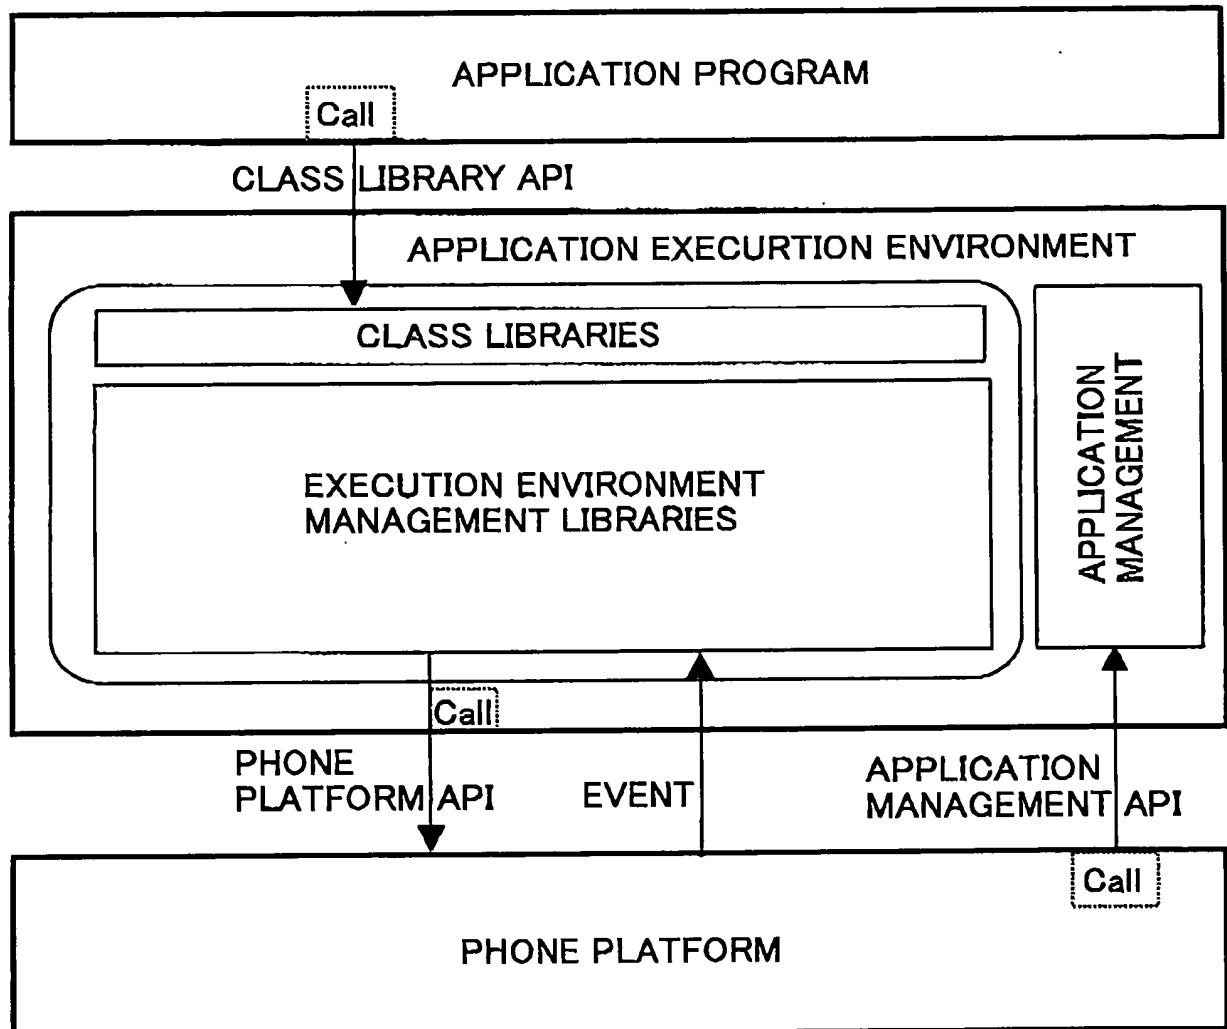 APPLICATION PROGRAM
Call
CLASS LIBRARY API
APPLICATION EXECURTION ENVIRONMENT
CLASS LIBRARIES
EXECUTION ENVIRONMENT
MANAGEMENT LIBRARIES
APPLICATION
MANAGEMENT
Call
PHONE
PLATFORM API
EVENT
APPLICATION
MANAGEMENT API
Call
PHONE PLATFORM